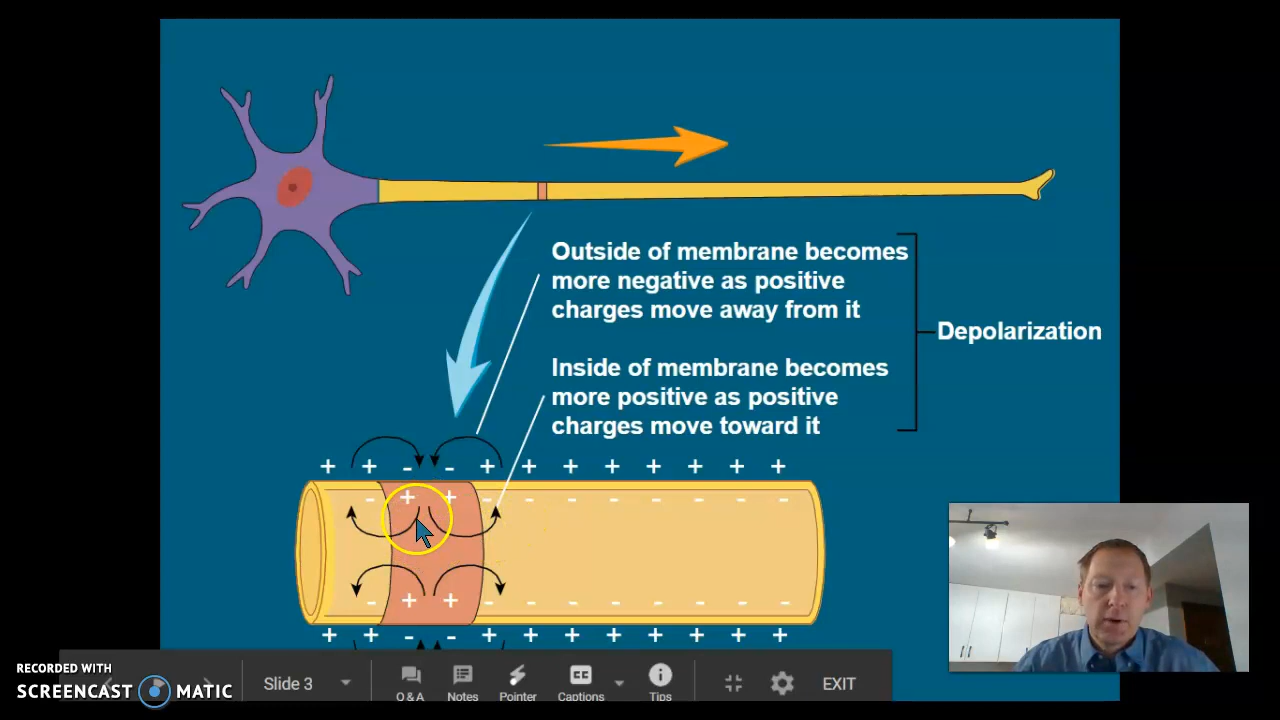 Outside of membrane becomes
more negative as positive
charges move away from it
Depolarization
Inside of membrane becomes
more positive as positive
charges move toward it
+ + - - + + + + + + + +
- + + - - - - - - - -
- + + - - - - - - - -
+ + - - + + + + + + + +
RECORDED WITH
SCREENCAST MATIC
Slide 3
Q & A
Notes
Pointer
CC
Captions
Tips
EXIT